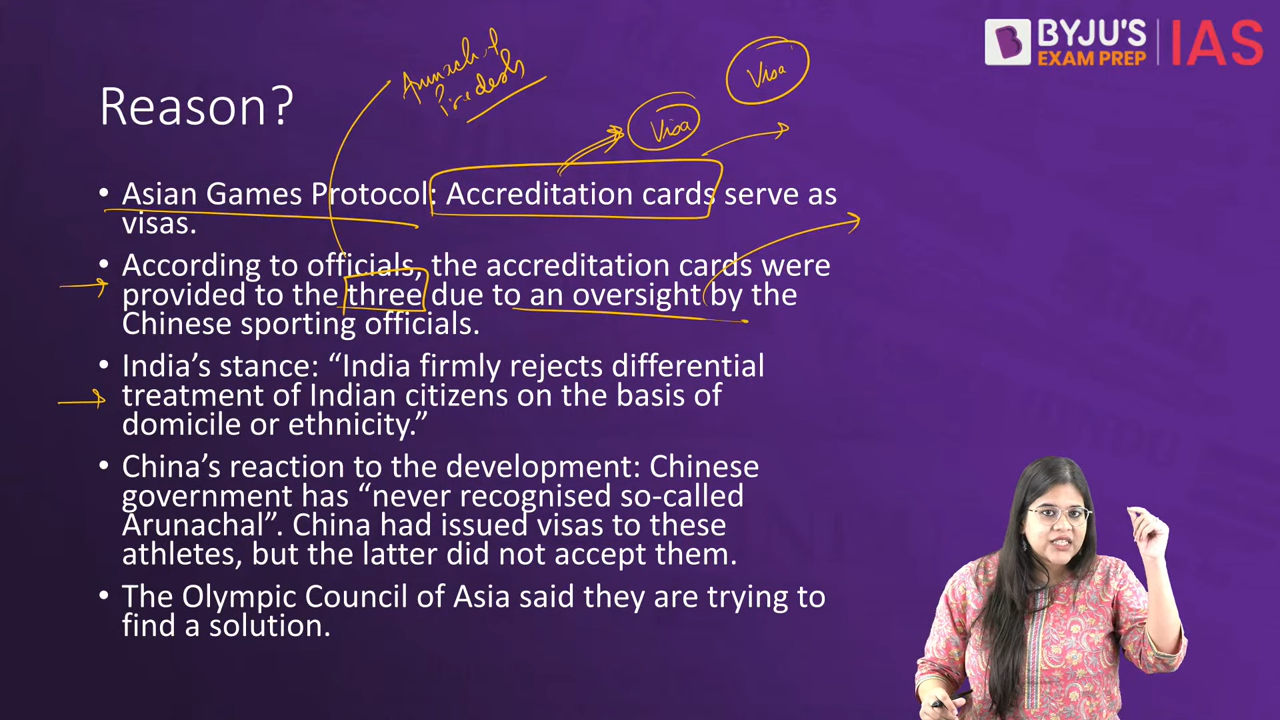 BYJU'S
EXAM PREP
IAS
Arunachal
Pradesh
Visa
Visa
Reason?
• Asian Games Protocol: Accreditation cards serve as
visas.
• According to officials, the accreditation cards were
provided to the three due to an oversight by the
Chinese sporting officials.
• India’s stance: “India firmly rejects differential
treatment of Indian citizens on the basis of
domicile or ethnicity.”
• China’s reaction to the development: Chinese
government has “never recognised so-called
Arunachal”. China had issued visas to these
athletes, but the latter did not accept them.
• The Olympic Council of Asia said they are trying to
find a solution.